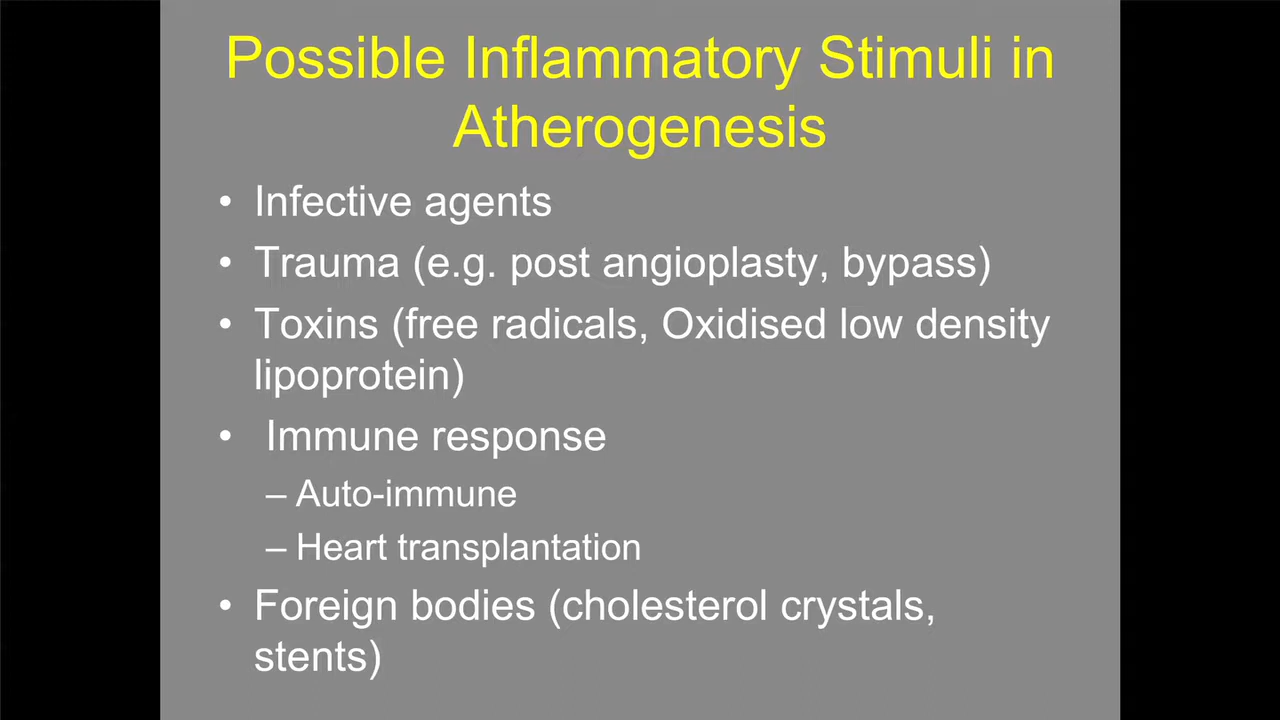 Possible Inflammatory Stimuli in
Atherogenesis
• Infective agents
• Trauma (e.g. post angioplasty, bypass)
• Toxins (free radicals, Oxidised low density
lipoprotein)
• Immune response
– Auto-immune
– Heart transplantation
• Foreign bodies (cholesterol crystals,
stents)